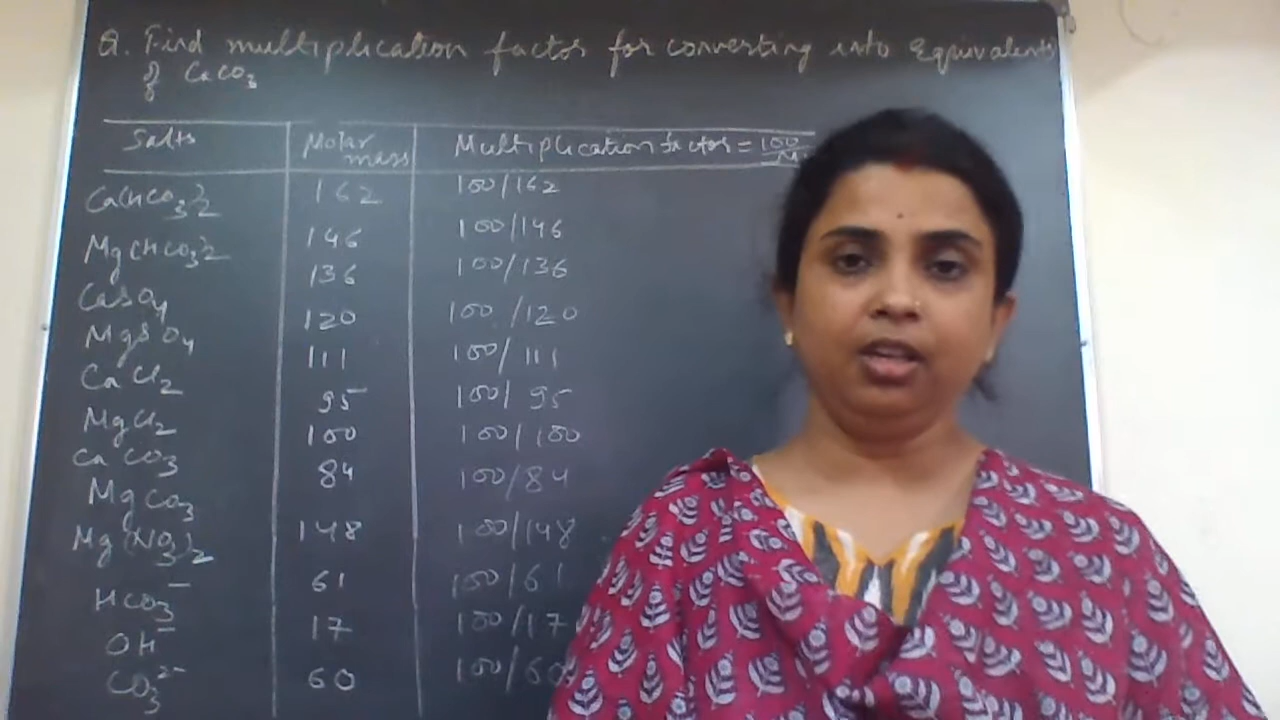 Q. Find multiplication factor for converting into Equivalents
of CaCO3
Salts Molar mass Multiplication factor = 100/M
Ca(HCO3)2 162 100/162
Mg(HCO3)2 146 100/146
CaSO4 136 100/136
MgSO4 120 100/120
CaCl2 111 100/111
MgCl2 95 100/95
CaCO3 100 100/100
MgCO3 84 100/84
Mg(NO3)2 148 100/148
HCO3⁻ 61 100/61
OH⁻ 17 100/17
CO3²⁻ 60 100/60